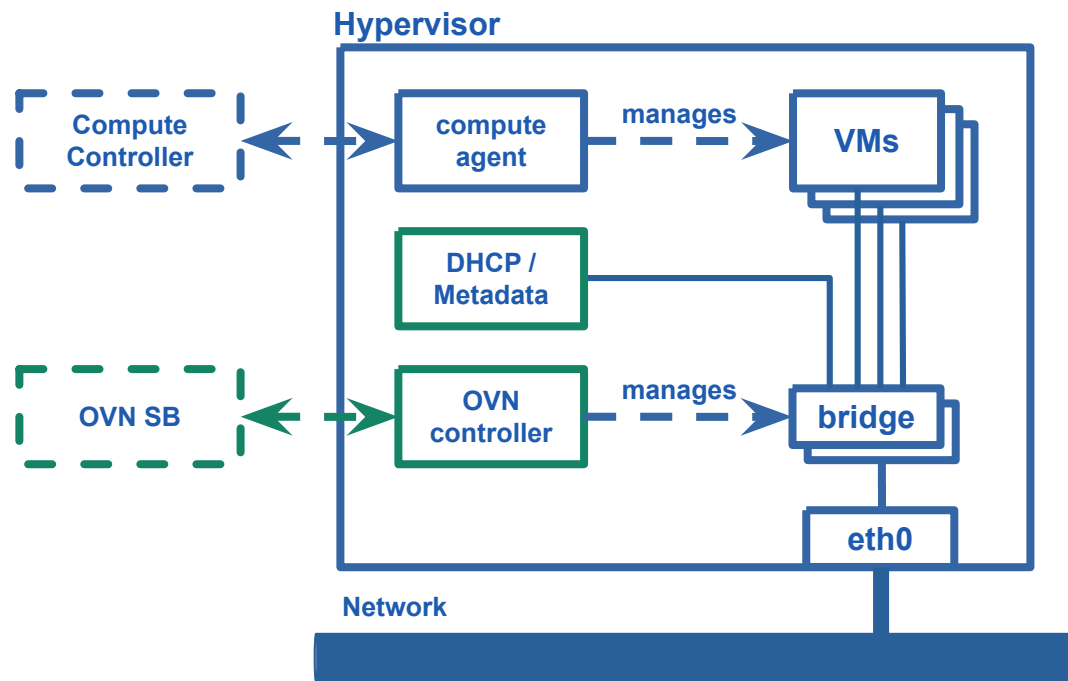 Hypervisor
Compute
Controller
compute
agent
manages
VMs
DHCP /
Metadata
OVN SB
OVN
controller
manages
bridge
eth0
Network